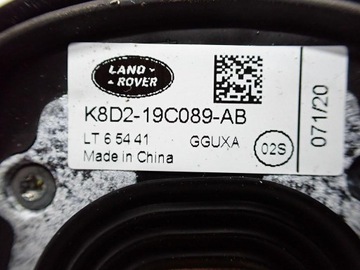 LAND
ROVER
K8D2-19C089-AB
LT 6 54 41 GGUXA 02S
Made in China
071/20